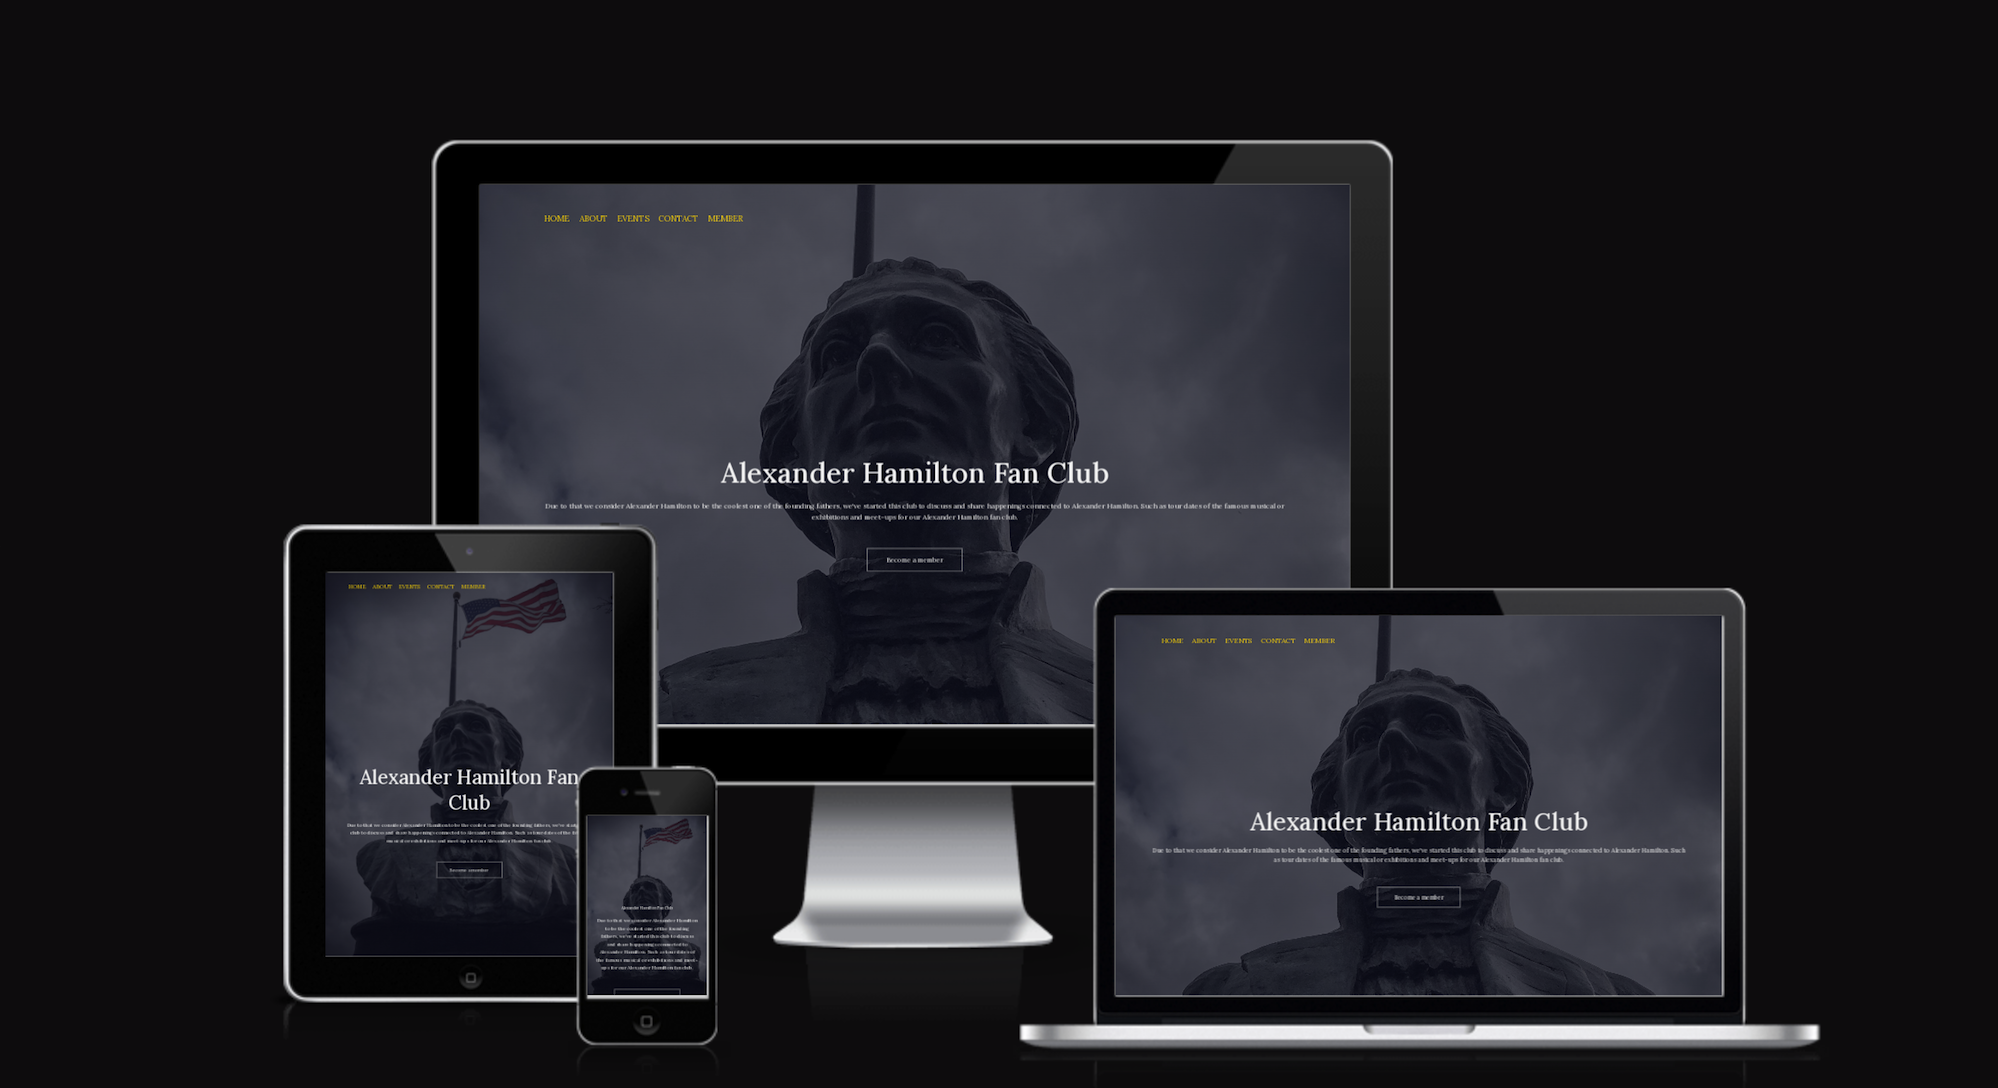 HOME ABOUT EVENTS CONTACT MEMBER
Alexander Hamilton Fan Club
Due to that we consider Alexander Hamilton to be the coolest one of the founding fathers, we've started this club to discuss and share happenings connected to Alexander Hamilton. Such as tour dates of the famous musical or
exhibitions and meet-ups for our Alexander Hamilton fan club.
Become a member
HOME ABOUT EVENTS CONTACT MEMBER
Alexander Hamilton Fan
Club
Due to that we consider Alexander Hamilton to be the coolest one of the founding fathers, we've
club to discuss and share happenings connected to Alexander Hamilton. Such as tour dates of the
musical or exhibitions and meet-ups for our Alexander Hamilton fan club.
Become a member
Alexander Hamilton Fan Club
Due to that we consider Alexander Hamilton
to be the coolest one of the founding
fathers, we've started this club to discuss
and share happenings connected to
Alexander Hamilton. Such as tour dates of
the famous musical or exhibitions and meet-
ups for our Alexander Hamilton fan club.
HOME ABOUT EVENTS CONTACT MEMBER
Alexander Hamilton Fan Club
Due to that we consider Alexander Hamilton to be the coolest one of the founding fathers, we've started this club to discuss and share happenings connected to Alexander Hamilton. Such
as tour dates of the famous musical or exhibitions and meet-ups for our Alexander Hamilton fan club.
Become a member